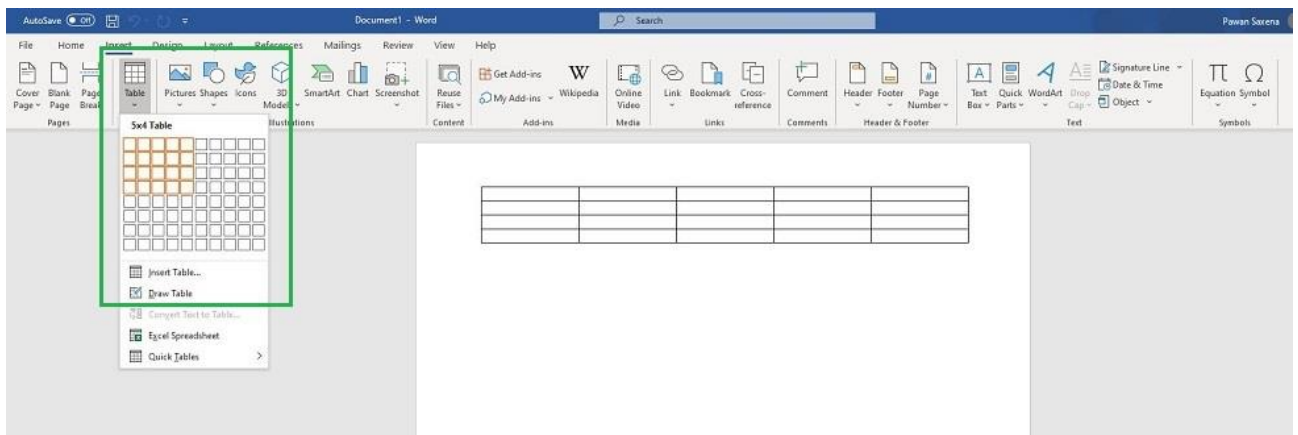 AutoSave Off Document1 - Word Search Pawan Saxena
File Home Insert Design Layout References Mailings Review View Help
Cover Page Blank Page Page Break
Table
Pictures Shapes Icons 3D Models SmartArt Chart Screenshot
Reuse Files
Get Add-ins
My Add-ins
Wikipedia
Online Video
Link Bookmark Cross-reference
Comment
Header Footer Page Number
Text Box Quick Parts WordArt Drop Cap
Signature Line
Date & Time
Object
Equation Symbol
Pages Illustrations Content Add-ins Media Links Comments Header & Footer Text Symbols
5x4 Table
Insert Table...
Draw Table
Convert Text to Table...
Excel Spreadsheet
Quick Tables